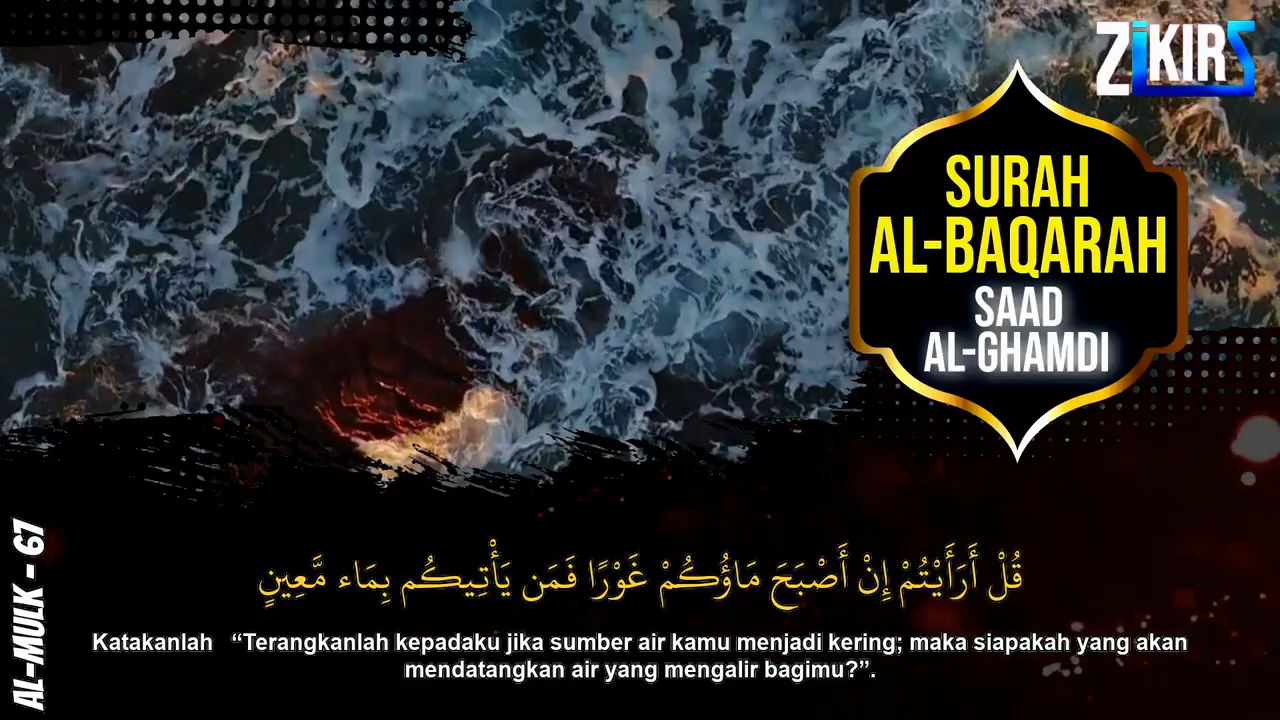 ZIKIRS
SURAH
AL-BAQARAH
SAAD
AL-GHAMDI
قُلْ أَرَأَيْتُمْ إِنْ أَصْبَحَ مَاؤُكُمْ غَوْرًا فَمَن يَأْتِيكُم بِمَاء مَّعِينٍ
Katakanlah “Terangkanlah kepadaku jika sumber air kamu menjadi kering; maka siapakah yang akan
mendatangkan air yang mengalir bagimu?”.
AL-MULK - 67